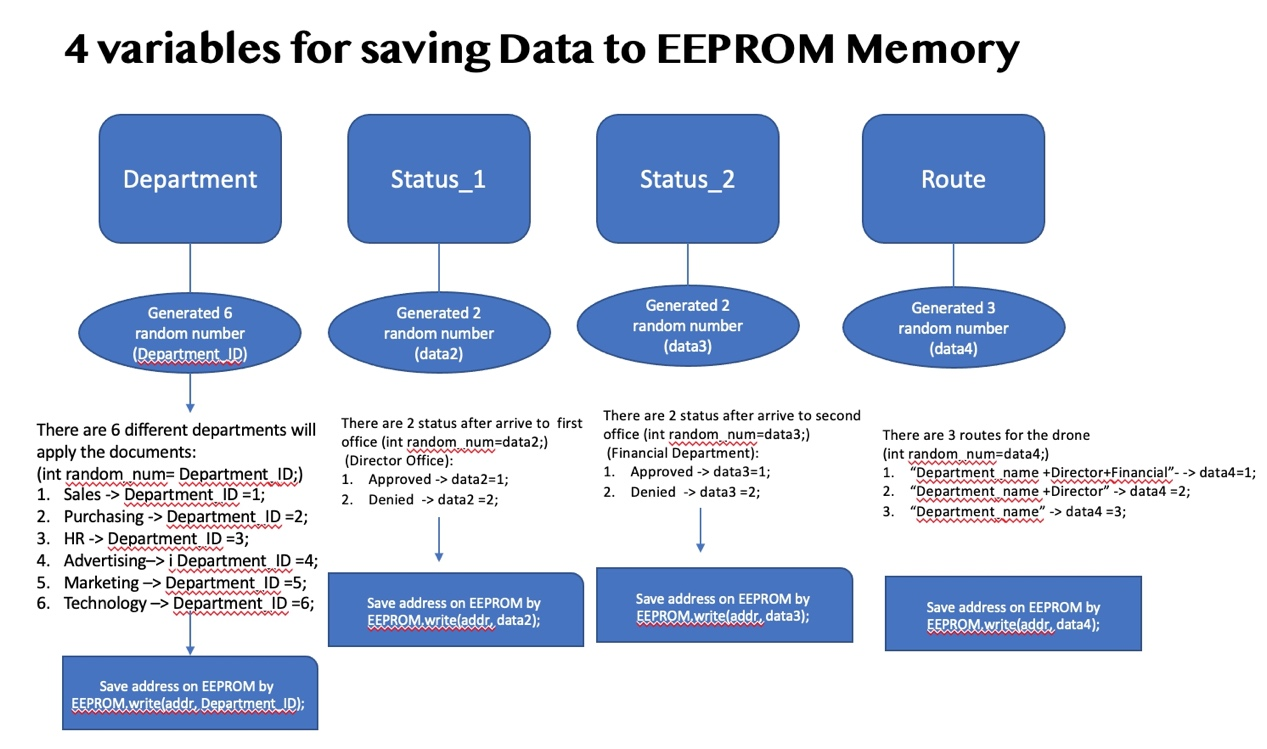 4 variables for saving Data to EEPROM Memory
Department
Status_1
Status_2
Route
Generated 6
random number
(Department_ID)
Generated 2
random number
(data2)
Generated 2
random number
(data3)
Generated 3
random number
(data4)
There are 6 different departments will
apply the documents:
(int random_num= Department_ID;)
1. Sales -> Department_ID =1;
2. Purchasing -> Department_ID =2;
3. HR -> Department_ID =3;
4. Advertising–> i Department_ID =4;
5. Marketing –> Department_ID =5;
6. Technology –> Department_ID =6;
Save address on EEPROM by
EEPROM.write(addr, Department_ID);
There are 2 status after arrive to first
office (int random_num=data2;)
(Director Office):
1. Approved -> data2=1;
2. Denied -> data2 =2;
Save address on EEPROM by
EEPROM.write(addr, data2);
There are 2 status after arrive to second
office (int random_num=data3;)
(Financial Department):
1. Approved -> data3=1;
2. Denied -> data3 =2;
Save address on EEPROM by
EEPROM.write(addr, data3);
There are 3 routes for the drone
(int random_num=data4;)
1. “Department_name +Director+Financial”- -> data4=1;
2. “Department_name +Director” -> data4 =2;
3. “Department_name” -> data4 =3;
Save address on EEPROM by
EEPROM.write(addr, data4);